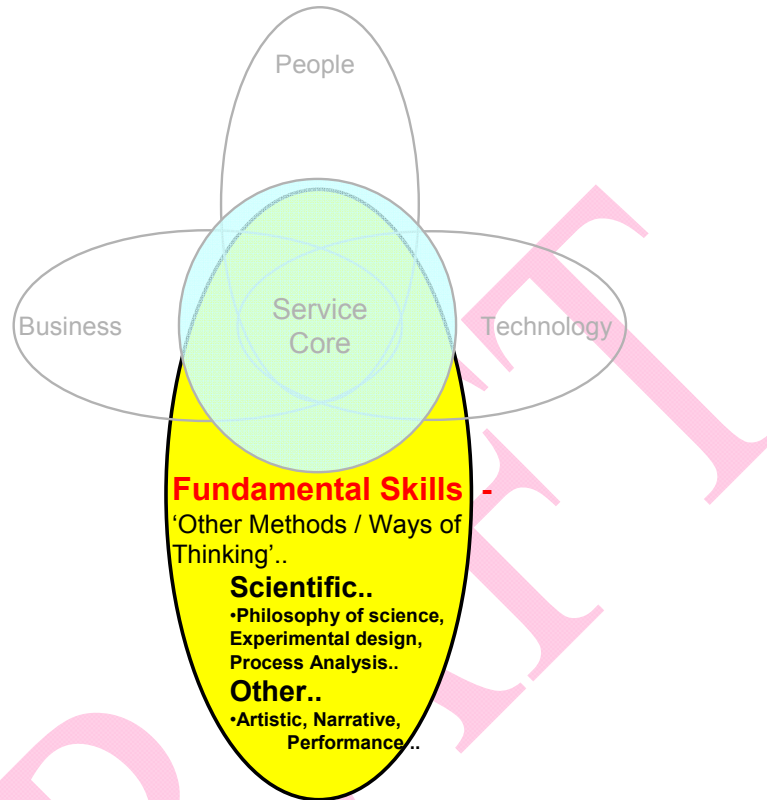 People
Business
Service
Core
Technology
Fundamental Skills -
‘Other Methods / Ways of
Thinking’..
Scientific..
•Philosophy of science,
Experimental design,
Process Analysis..
Other..
•Artistic, Narrative,
Performance..